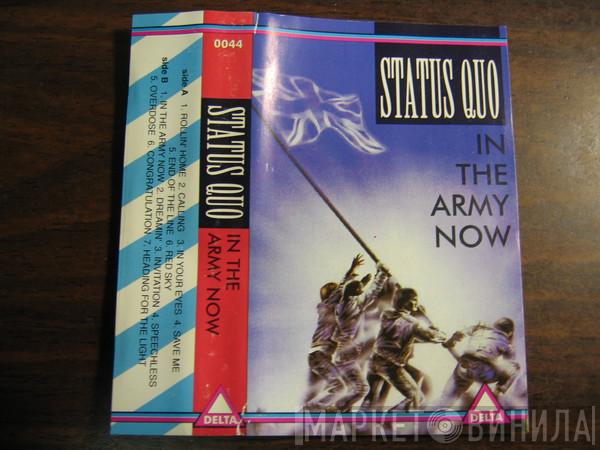 side A 1. ROLLIN' HOME 2. CALLING 3. IN YOUR EYES 4. SAVE ME
5. END OF THE LINE 6. RED SKY
side B 1. IN THE ARMY NOW 2. DREAMIN' 3. INVITATION 4. SPEECHLESS
5. OVERDOSE 6. CONGRATULATION 7. HEADING FOR THE LIGHT
0044
STATUS QUO
IN THE
ARMY NOW
DELTA
STATUS QUO
IN
THE
ARMY
NOW
DELTA
МАРКЕТ ВИНИЛА